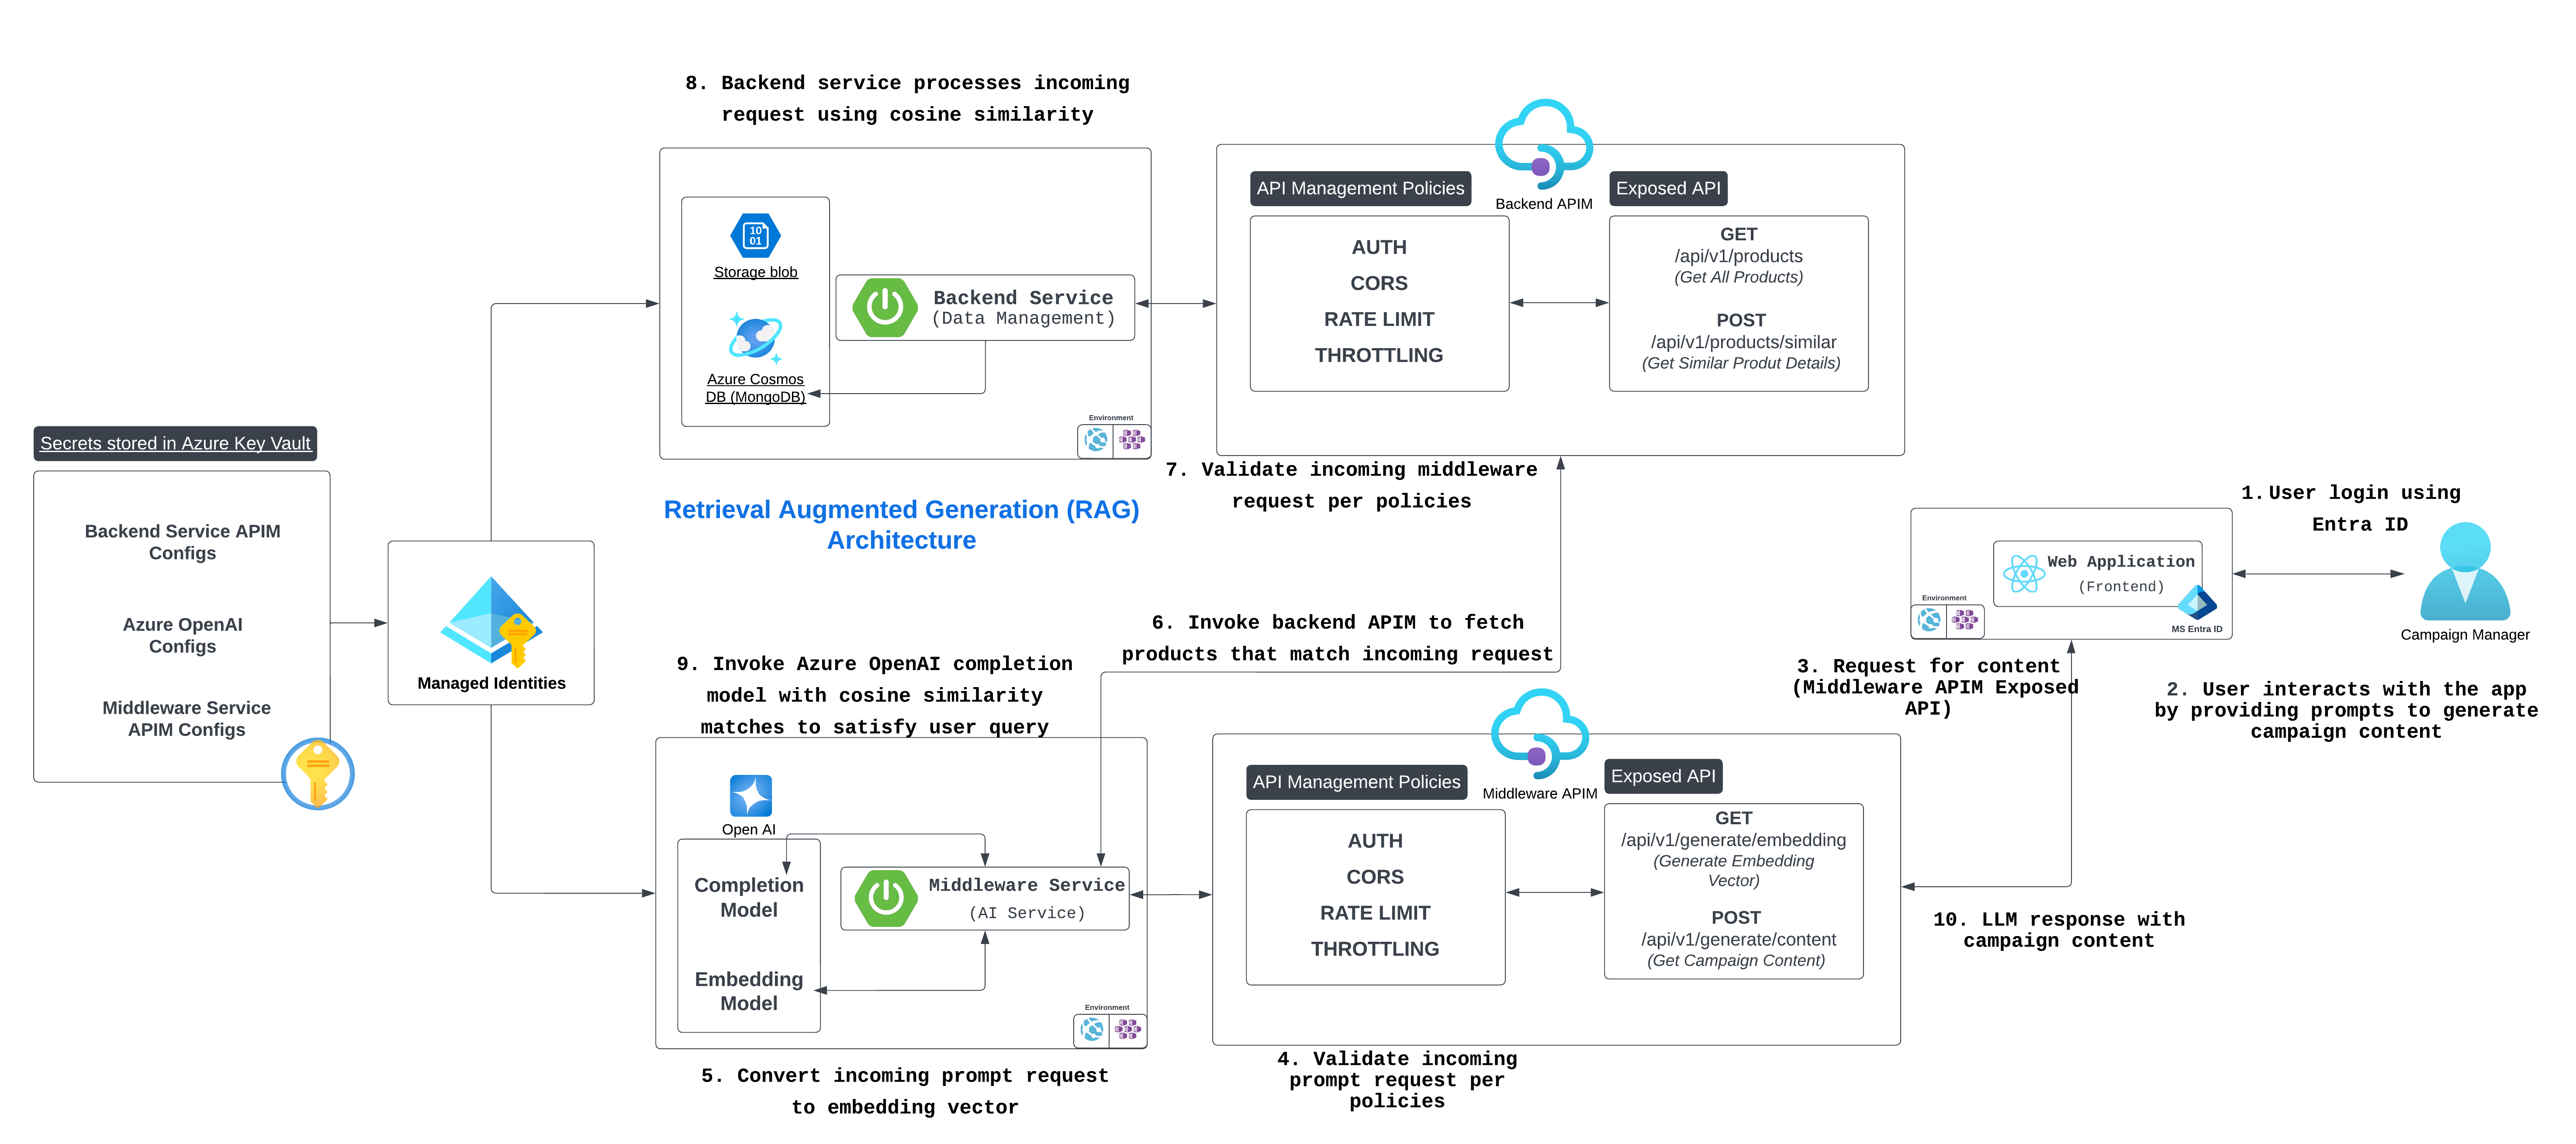 8. Backend service processes incoming
request using cosine similarity
10
01
Storage blob
Azure Cosmos
DB (MongoDB)
Backend Service
(Data Management)
Environment
Backend APIM
API Management Policies
AUTH
CORS
RATE LIMIT
THROTTLING
Exposed API
GET
/api/v1/products
(Get All Products)
POST
/api/v1/products/similar
(Get Similar Produt Details)
7. Validate incoming middleware
request per policies
Retrieval Augmented Generation (RAG)
Architecture
Secrets stored in Azure Key Vault
Backend Service APIM
Configs
Azure OpenAI
Configs
Middleware Service
APIM Configs
Managed Identities
1. User login using
Entra ID
Web Application
(Frontend)
Environment
MS Entra ID
Campaign Manager
2. User interacts with the app
by providing prompts to generate
campaign content
3. Request for content
(Middleware APIM Exposed
API)
6. Invoke backend APIM to fetch
products that match incoming request
9. Invoke Azure OpenAI completion
model with cosine similarity
matches to satisfy user query
Open AI
Completion
Model
Embedding
Model
Middleware Service
(AI Service)
Environment
5. Convert incoming prompt request
to embedding vector
Middleware APIM
API Management Policies
AUTH
CORS
RATE LIMIT
THROTTLING
Exposed API
GET
/api/v1/generate/embedding
(Generate Embedding
Vector)
POST
/api/v1/generate/content
(Get Campaign Content)
4. Validate incoming
prompt request per
policies
10. LLM response with
campaign content